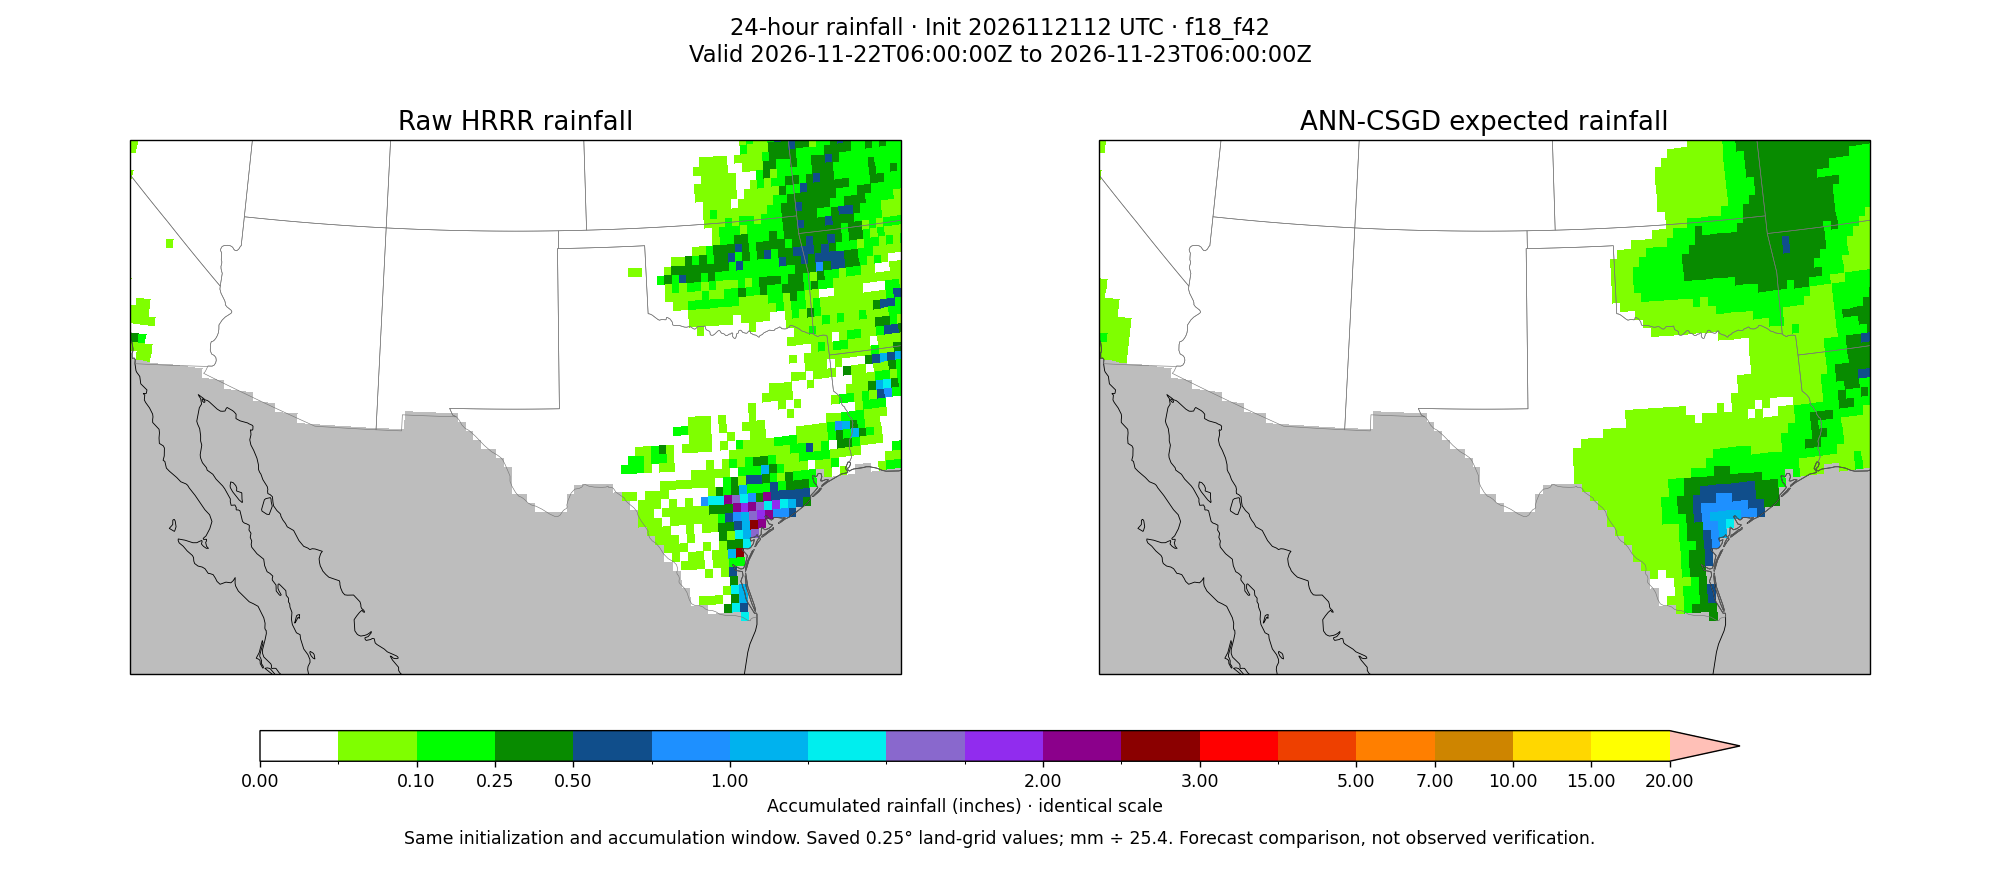 24-hour rainfall · Init 2026112112 UTC · f18_f42
Valid 2026-11-22T06:00:00Z to 2026-11-23T06:00:00Z
Raw HRRR rainfall
ANN-CSGD expected rainfall
0.00 0.10 0.25 0.50 1.00 2.00 3.00 5.00 7.00 10.00 15.00 20.00
Accumulated rainfall (inches) · identical scale
Same initialization and accumulation window. Saved 0.25° land-grid values; mm ÷ 25.4. Forecast comparison, not observed verification.